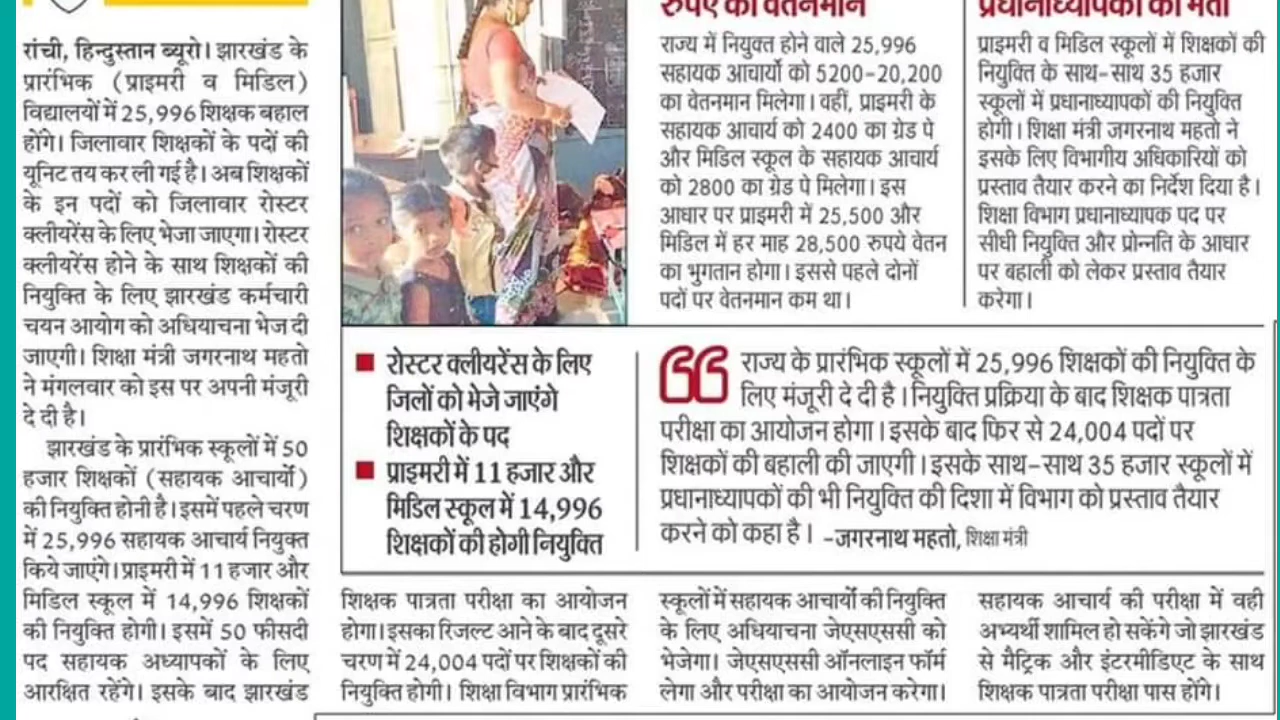 रांची, हिन्दुस्तान ब्यूरो। झारखंड के
प्रारंभिक (प्राइमरी व मिडिल)
विद्यालयों में 25,996 शिक्षक बहाल
होंगे। जिलावार शिक्षकों के पदों की
यूनिट तय कर ली गई है। अब शिक्षकों
के इन पदों को जिलावार रोस्टर
क्लीयरेंस के लिए भेजा जाएगा। रोस्टर
क्लीयरेंस होने के साथ शिक्षकों की
नियुक्ति के लिए झारखंड कर्मचारी
चयन आयोग को अधियाचना भेज दी
जाएगी। शिक्षा मंत्री जगरनाथ महतो
ने मंगलवार को इस पर अपनी मंजूरी
दे दी है।
झारखंड के प्रारंभिक स्कूलों में 50
हजार शिक्षकों (सहायक आचार्यों)
की नियुक्ति होनी है। इसमें पहले चरण
में 25,996 सहायक आचार्य नियुक्त
किये जाएंगे। प्राइमरी में 11 हजार और
मिडिल स्कूल में 14,996 शिक्षकों
की नियुक्ति होगी। इसमें 50 फीसदी
पद सहायक अध्यापकों के लिए
आरक्षित रहेंगे। इसके बाद झारखंड
शिक्षक पात्रता परीक्षा का आयोजन
होगा। इसका रिजल्ट आने के बाद दूसरे
चरण में 24,004 पदों पर शिक्षकों की
नियुक्ति होगी। शिक्षा विभाग प्रारंभिक
स्कूलों में सहायक आचार्यों की नियुक्ति
के लिए अधियाचना जेएसएससी को
भेजेगा। जेएसएससी ऑनलाइन फॉर्म
लेगा और परीक्षा का आयोजन करेगा।
सहायक आचार्य की परीक्षा में वही
अभ्यर्थी शामिल हो सकेंगे जो झारखंड
से मैट्रिक और इंटरमीडिएट के साथ
शिक्षक पात्रता परीक्षा पास होंगे।
रुपए का वेतनमान
राज्य में नियुक्त होने वाले 25,996
सहायक आचार्यो को 5200-20,200
का वेतनमान मिलेगा। वहीं, प्राइमरी के
सहायक आचार्य को 2400 का ग्रेड पे
और मिडिल स्कूल के सहायक आचार्य
को 2800 का ग्रेड पे मिलेगा। इस
आधार पर प्राइमरी में 25,500 और
मिडिल में हर माह 28,500 रुपये वेतन
का भुगतान होगा। इससे पहले दोनों
पदों पर वेतनमान कम था।
प्रधानाध्यापकों की भर्ती
प्राइमरी व मिडिल स्कूलों में शिक्षकों की
नियुक्ति के साथ-साथ 35 हजार
स्कूलों में प्रधानाध्यापकों की नियुक्ति
होगी। शिक्षा मंत्री जगरनाथ महतो ने
इसके लिए विभागीय अधिकारियों को
प्रस्ताव तैयार करने का निर्देश दिया है।
शिक्षा विभाग प्रधानाध्यापक पद पर
सीधी नियुक्ति और प्रोन्नति के आधार
पर बहाली को लेकर प्रस्ताव तैयार
करेगा।
रोस्टर क्लीयरेंस के लिए
जिलों को भेजे जाएंगे
शिक्षकों के पद
प्राइमरी में 11 हजार और
मिडिल स्कूल में 14,996
शिक्षकों की होगी नियुक्ति
राज्य के प्रारंभिक स्कूलों में 25,996 शिक्षकों की नियुक्ति के
लिए मंजूरी दे दी है। नियुक्ति प्रक्रिया के बाद शिक्षक पात्रता
परीक्षा का आयोजन होगा। इसके बाद फिर से 24,004 पदों पर
शिक्षकों की बहाली की जाएगी। इसके साथ-साथ 35 हजार स्कूलों में
प्रधानाध्यापकों की भी नियुक्ति की दिशा में विभाग को प्रस्ताव तैयार
करने को कहा है। -जगरनाथ महतो, शिक्षा मंत्री